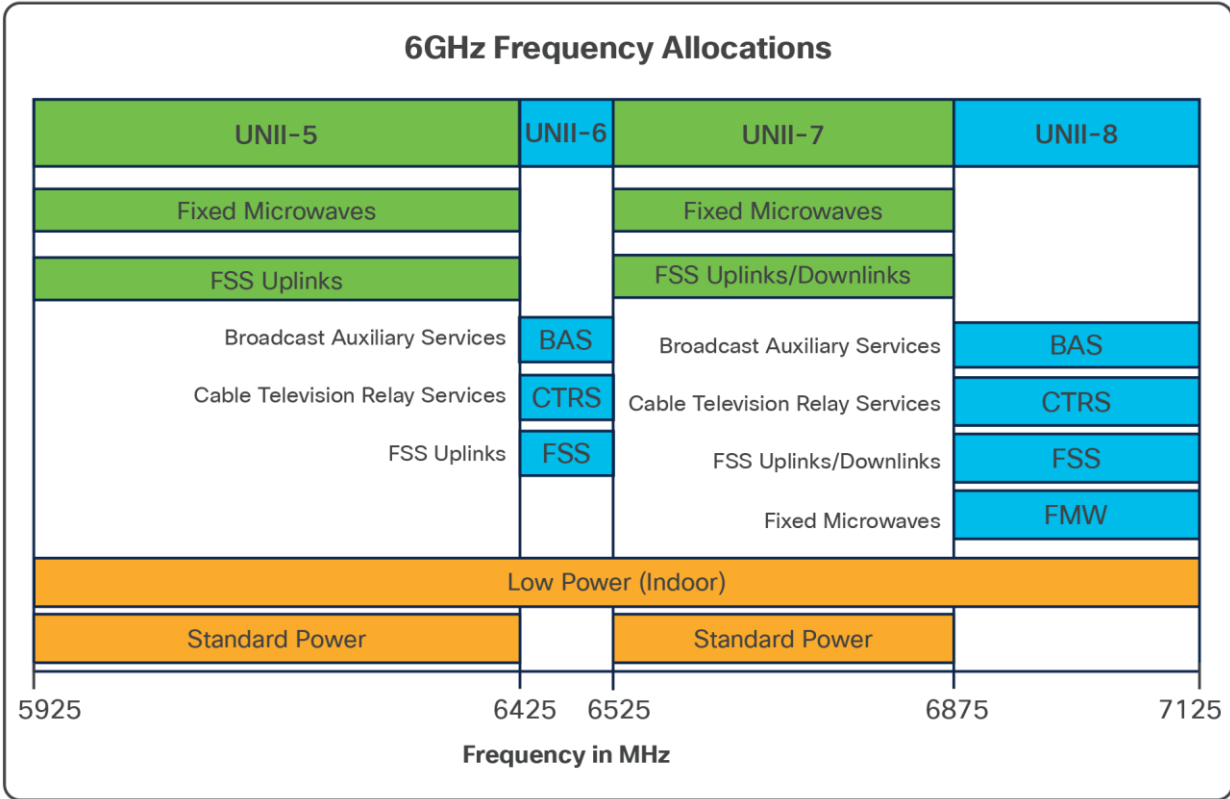 6GHz Frequency Allocations
UNII-5 UNII-6 UNII-7 UNII-8
Fixed Microwaves Fixed Microwaves
FSS Uplinks FSS Uplinks/Downlinks
Broadcast Auxiliary Services BAS Broadcast Auxiliary Services BAS
Cable Television Relay Services CTRS Cable Television Relay Services CTRS
FSS Uplinks FSS FSS Uplinks/Downlinks FSS
Fixed Microwaves FMW
Low Power (Indoor)
Standard Power Standard Power
5925 6425 6525 6875 7125
Frequency in MHz